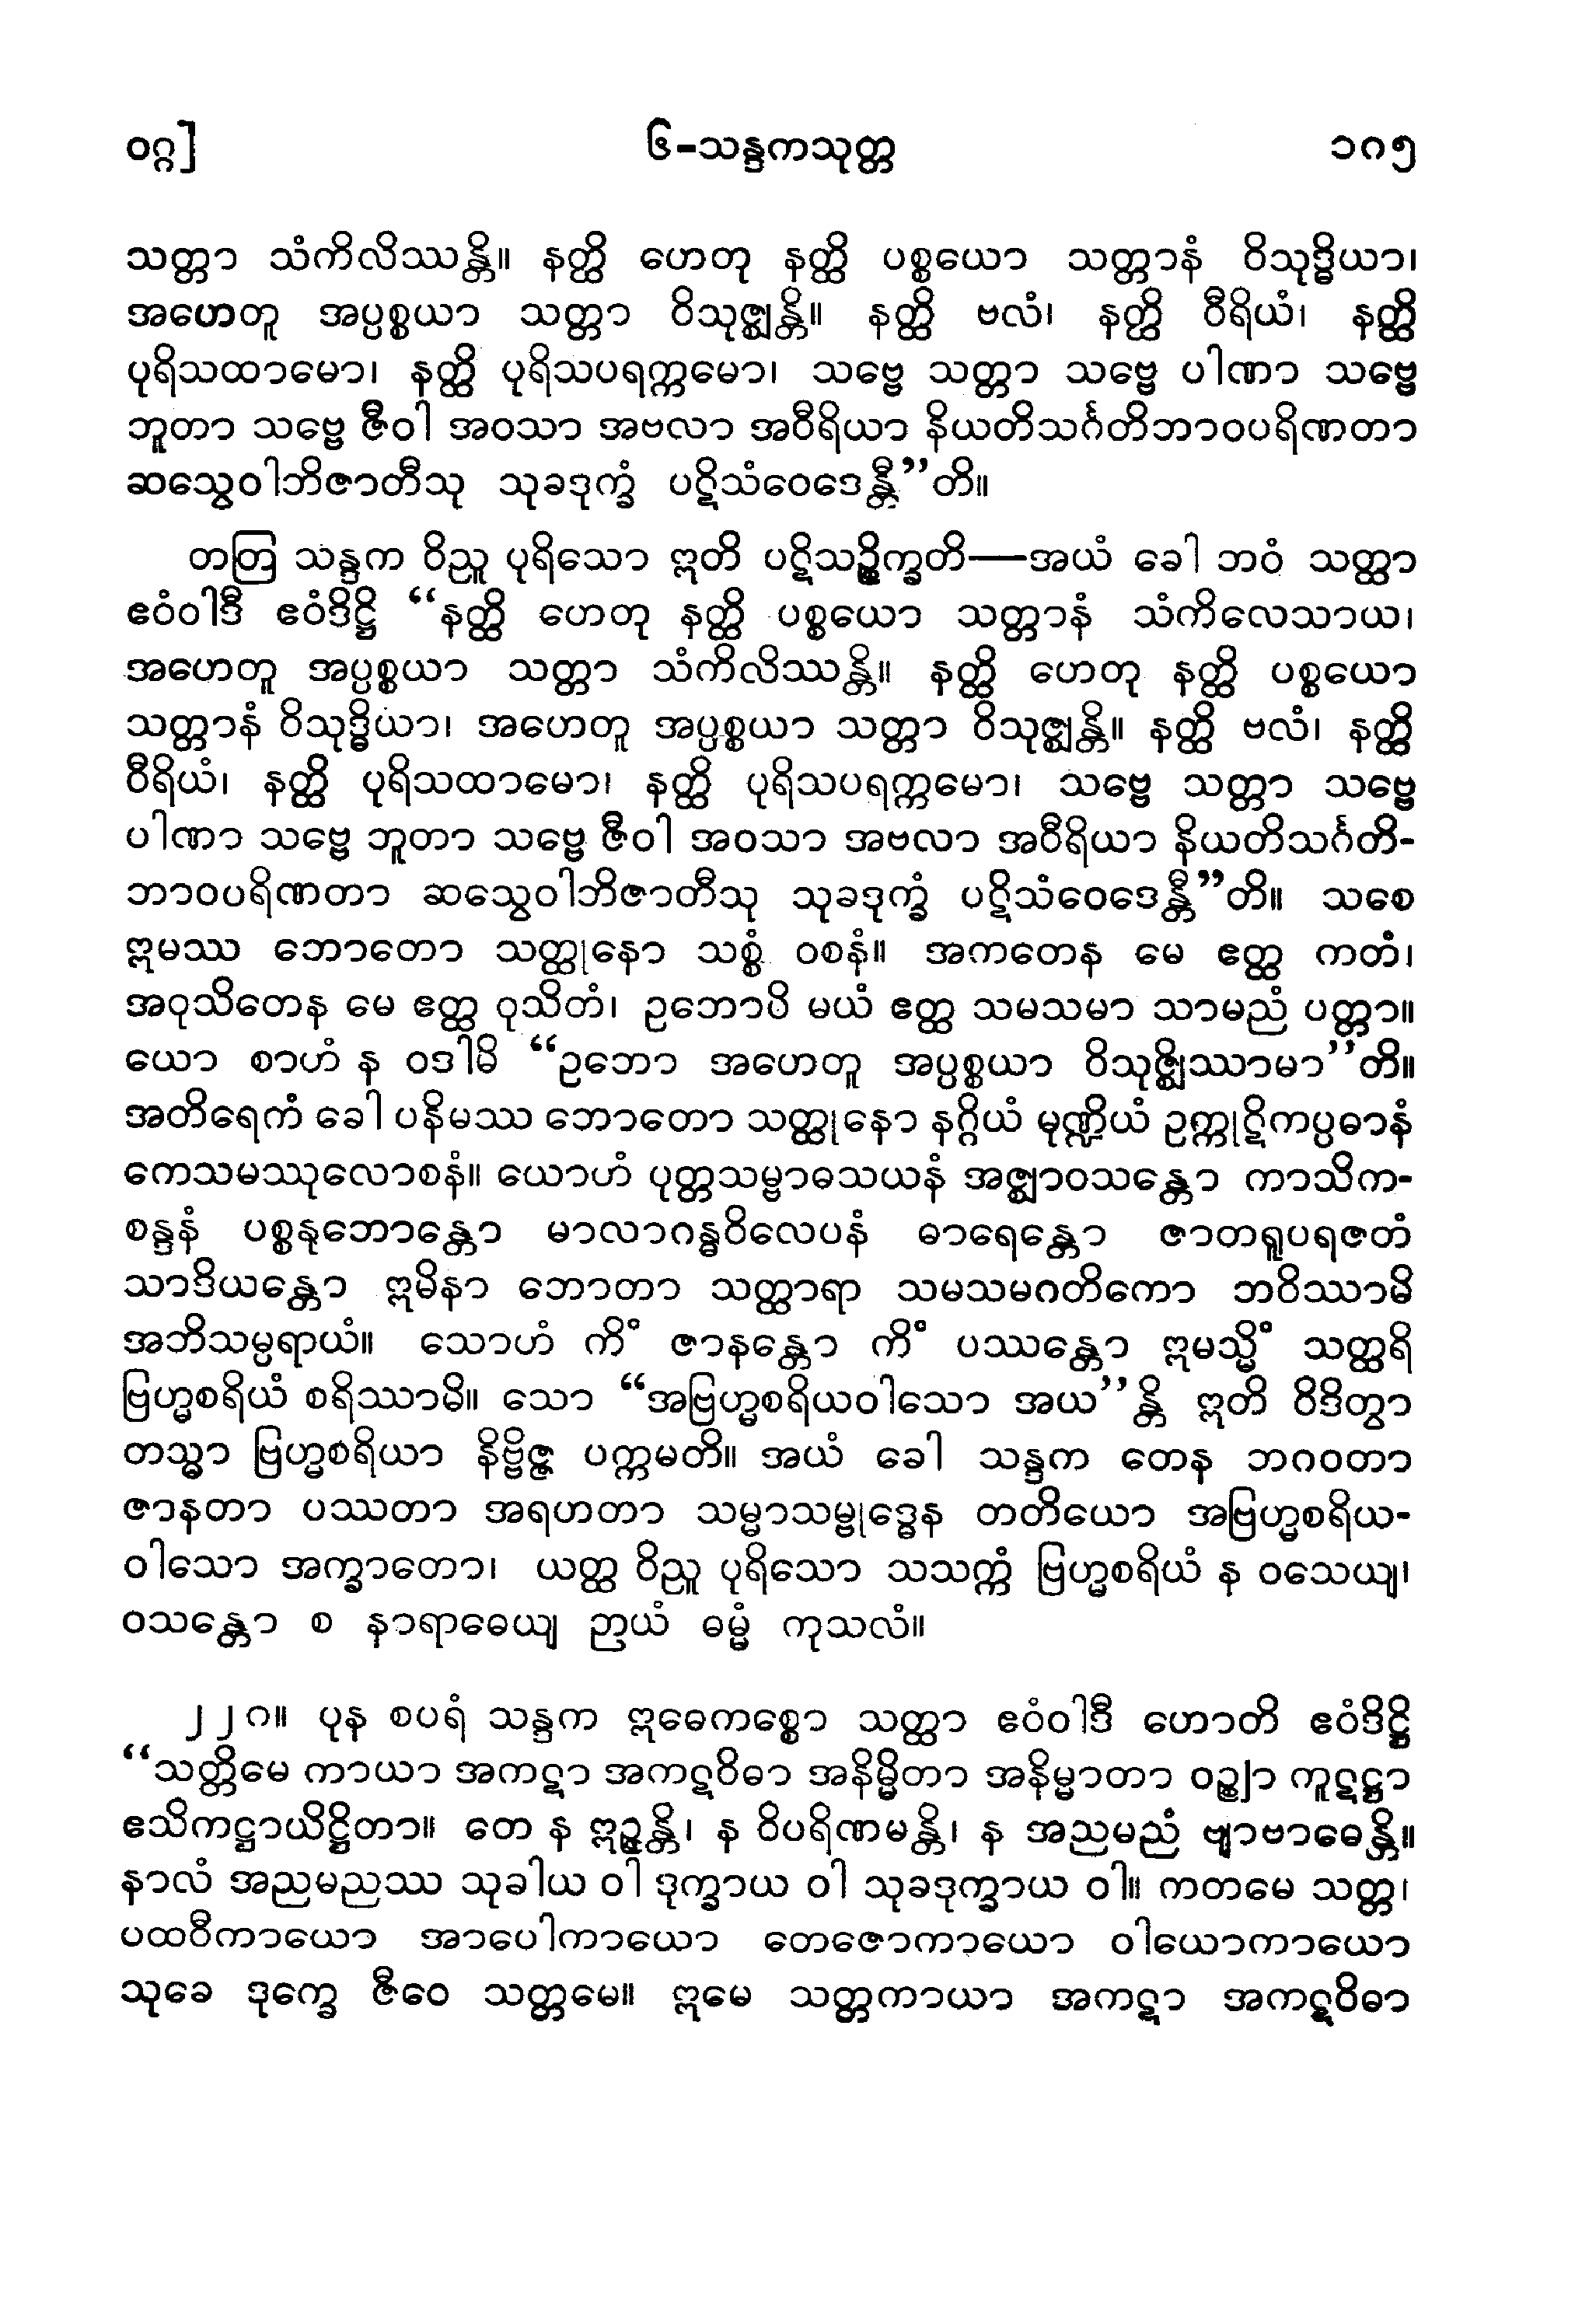 ဝဂ္ဂ] ၆-သန္ဒကသုတ္တ ၁၈၅
သတ္တာ သံကိလိဿန္တိ။ နတ္ထိ ဟေတု နတ္ထိ ပစ္စယော သတ္တာနံ ဝိသုဒ္ဓိယာ၊
အဟေတူ အပ္ပစ္စယာ သတ္တာ ဝိသုဇ္ဈန္တိ။ နတ္ထိ ဗလံ၊ နတ္ထိ ဝီရိယံ၊ နတ္ထိ
ပုရိသထာမော၊ နတ္ထိ ပုရိသပရက္ကမော၊ သဗ္ဗေ သတ္တာ သဗ္ဗေ ပါဏာ သဗ္ဗေ
ဘူတာ သဗ္ဗေ ဇီဝါ အဝသာ အဗလာ အဝီရိယာ နိယတိသင်္ဂတိဘာဝပရိဏတာ
ဆသွေဝါဘိဇာတီသု သုခဒုက္ခံ ပဋိသံဝေဒေန္တီ”တိ။
တတြ သန္ဒက ဝိညူ ပုရိသော ဣတိ ပဋိသဉ္စိက္ခတိ—အယံ ခေါ ဘဝံ သတ္ထာ
ဧဝံဝါဒီ ဧဝံဒိဋ္ဌိ “နတ္ထိ ဟေတု နတ္ထိ ပစ္စယော သတ္တာနံ သံကိလေသာယ၊
အဟေတူ အပ္ပစ္စယာ သတ္တာ သံကိလိဿန္တိ။ နတ္ထိ ဟေတု နတ္ထိ ပစ္စယော
သတ္တာနံ ဝိသုဒ္ဓိယာ၊ အဟေတူ အပ္ပစ္စယာ သတ္တာ ဝိသုဇ္ဈန္တိ။ နတ္ထိ ဗလံ၊ နတ္ထိ
ဝီရိယံ၊ နတ္ထိ ပုရိသထာမော၊ နတ္ထိ ပုရိသပရက္ကမော၊ သဗ္ဗေ သတ္တာ သဗ္ဗေ
ပါဏာ သဗ္ဗေ ဘူတာ သဗ္ဗေ ဇီဝါ အဝသာ အဗလာ အဝီရိယာ နိယတိသင်္ဂတိ-
ဘာဝပရိဏတာ ဆသွေဝါဘိဇာတီသု သုခဒုက္ခံ ပဋိသံဝေဒေန္တီ”တိ။ သစေ
ဣမဿ ဘောတော သတ္ထုနော သစ္စံ ဝစနံ။ အကတေန မေ ဧတ္ထ ကတံ၊
အဝုသိတေန မေ ဧတ္ထ ဝုသိတံ၊ ဥဘောပိ မယံ ဧတ္ထ သမသမာ သာမညံ ပတ္တာ။
ယော စာဟံ န ဝဒါမိ “ဥဘော အဟေတူ အပ္ပစ္စယာ ဝိသုဇ္ဈိဿာမာ”တိ။
အတိရေကံ ခေါ ပနိမဿ ဘောတော သတ္ထုနော နဂ္ဂိယံ မုဏ္ဍိယံ ဥက္ကုဋိကပ္ပဓာနံ
ကေသမဿုလောစနံ။ ယောဟံ ပုတ္တသမ္ဗာဓသယနံ အဇ္ဈာဝသန္တော ကာသိက-
စန္ဒနံ ပစ္စနုဘောန္တော မာလာဂန္ဓဝိလေပနံ ဓာရေန္တော ဇာတရူပရဇတံ
သာဒိယန္တော ဣမိနာ ဘောတာ သတ္ထာရာ သမသမဂတိကော ဘဝိဿာမိ
အဘိသမ္ပရာယံ။ သောဟံ ကိံ ဇာနန္တော ကိံ ပဿန္တော ဣမသ္မိံ သတ္ထရိ
ဗြဟ္မစရိယံ စရိဿာမိ။ သော “အဗြဟ္မစရိယဝါသော အယ”န္တိ ဣတိ ဝိဒိတွာ
တသ္မာ ဗြဟ္မစရိယာ နိဗ္ဗိဇ္ဇ ပက္ကမတိ။ အယံ ခေါ သန္ဒက တေန ဘဂဝတာ
ဇာနတာ ပဿတာ အရဟတာ သမ္မာသမ္ဗုဒ္ဓေန တတိယော အဗြဟ္မစရိယ-
ဝါသော အက္ခာတော၊ ယတ္ထ ဝိညူ ပုရိသော သသက္ကံ ဗြဟ္မစရိယံ န ဝသေယျ၊
ဝသန္တော စ နာရာဓေယျ ဉာယံ ဓမ္မံ ကုသလံ။
၂၂၈။ ပုန စပရံ သန္ဒက ဣဓေကစ္စော သတ္ထာ ဧဝံဝါဒီ ဟောတိ ဧဝံဒိဋ္ဌိ
“သတ္တိမေ ကာယာ အကဋာ အကဋဝိဓာ အနိမ္မိတာ အနိမ္မာတာ ဝဉ္ဈာ ကူဋဋ္ဌာ
ဧသိကဋ္ဌာယိဋ္ဌိတာ။ တေ န ဣဉ္ဇန္တိ၊ န ဝိပရိဏမန္တိ၊ န အညမညံ ဗျာဗာဓေန္တိ။
နာလံ အညမညဿ သုခါယ ဝါ ဒုက္ခာယ ဝါ သုခဒုက္ခာယ ဝါ။ ကတမေ သတ္တ၊
ပထဝီကာယော အာပေါကာယော တေဇောကာယော ဝါယောကာယော
သုခေ ဒုက္ခေ ဇီဝေ သတ္တမေ။ ဣမေ သတ္တကာယာ အကဋာ အကဋဝိဓာ